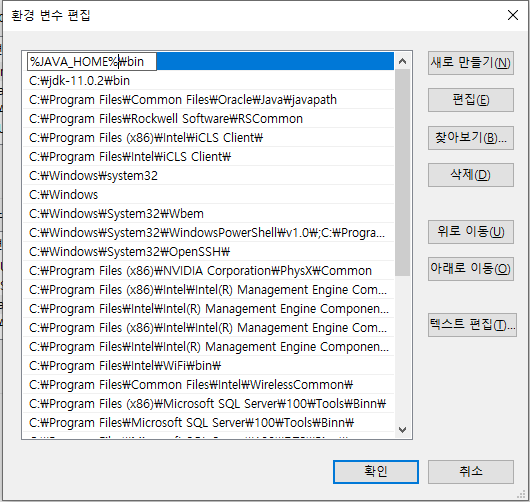 환경 변수 편집
%JAVA_HOME%₩bin
C:₩jdk-11.0.2₩bin
C:₩Program Files₩Common Files₩Oracle₩Java₩javapath
C:₩Program Files₩Rockwell Software₩RSCommon
C:₩Program Files (x86)₩Intel₩iCLS Client₩
C:₩Program Files₩Intel₩iCLS Client₩
C:₩Windows₩system32
C:₩Windows
C:₩Windows₩System32₩Wbem
C:₩Windows₩System32₩WindowsPowerShell₩v1.0₩;C:₩Progra...
C:₩Windows₩System32₩OpenSSH₩
C:₩Program Files (x86)₩NVIDIA Corporation₩PhysX₩Common
C:₩Program Files (x86)₩Intel₩Intel(R) Management Engine Com...
C:₩Program Files₩Intel₩Intel(R) Management Engine Compone...
C:₩Program Files (x86)₩Intel₩Intel(R) Management Engine Com...
C:₩Program Files₩Intel₩Intel(R) Management Engine Compone...
C:₩Program Files₩Intel₩WiFi₩bin₩
C:₩Program Files₩Common Files₩Intel₩WirelessCommon₩
C:₩Program Files (x86)₩Microsoft SQL Server₩100₩Tools₩Binn₩
C:₩Program Files₩Microsoft SQL Server₩100₩Tools₩Binn₩
새로 만들기(N)
편집(E)
찾아보기(B)...
삭제(D)
위로 이동(U)
아래로 이동(O)
텍스트 편집(T)...
확인
취소